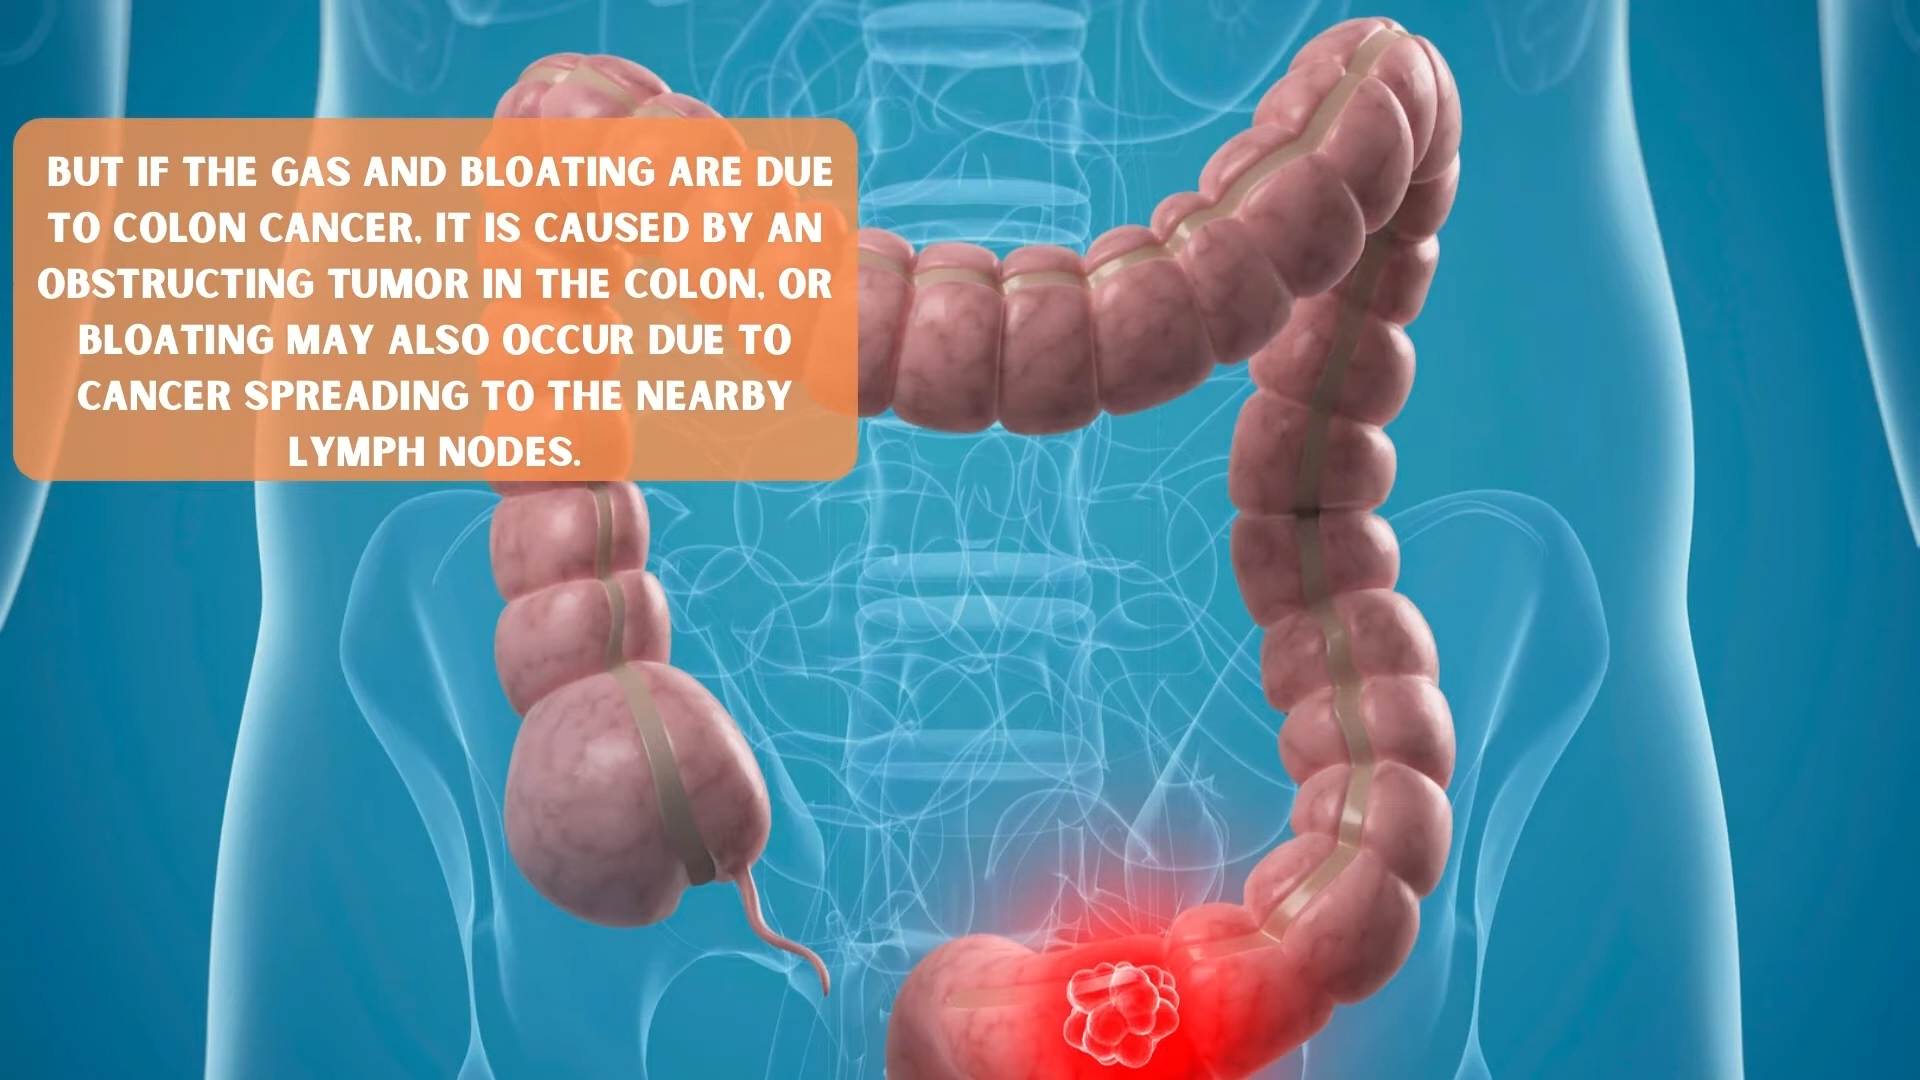 BUT IF THE GAS AND BLOATING ARE DUE
TO COLON CANCER, IT IS CAUSED BY AN
OBSTRUCTING TUMOR IN THE COLON, OR
BLOATING MAY ALSO OCCUR DUE TO
CANCER SPREADING TO THE NEARBY
LYMPH NODES.